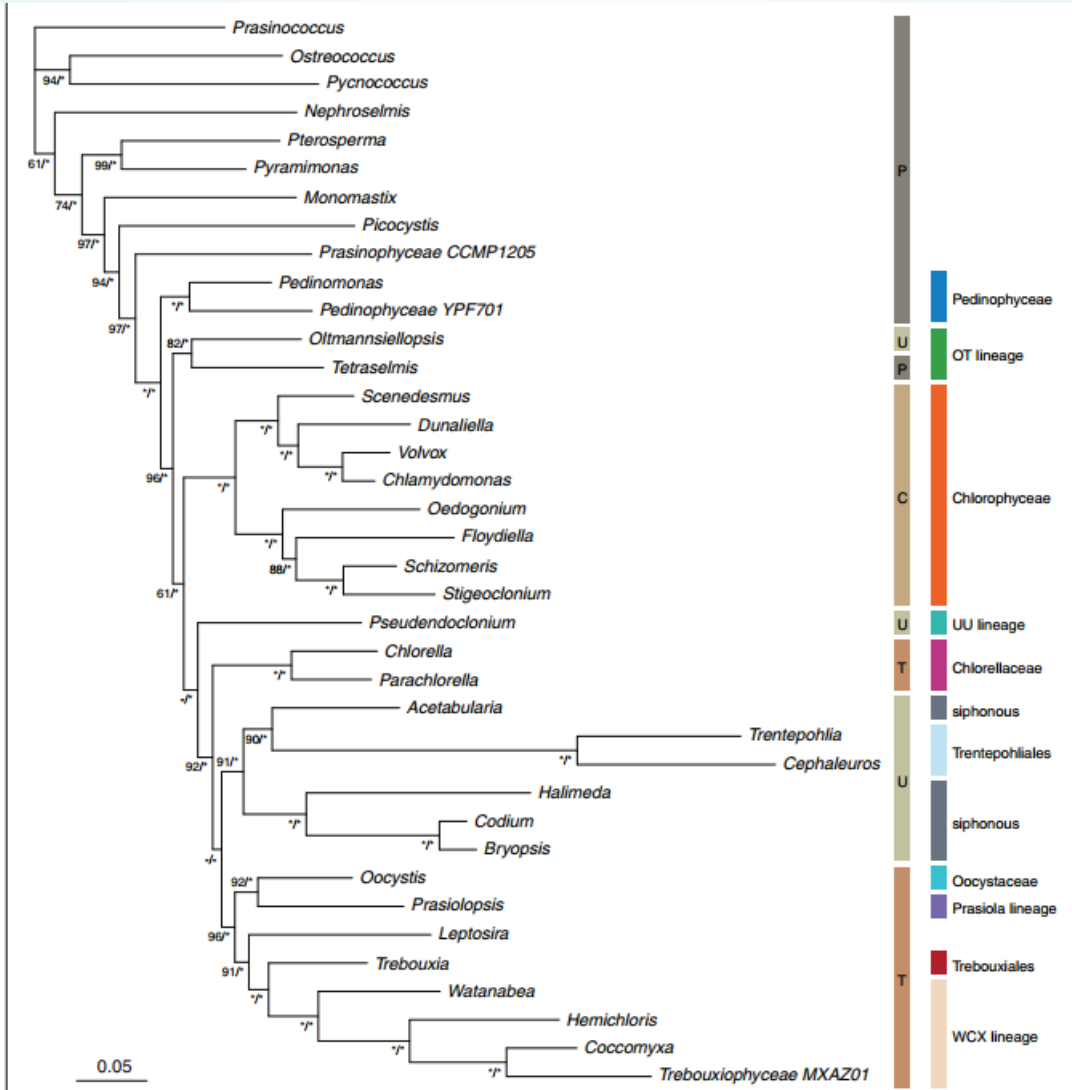 Prasinococcus
Ostreococcus
94/*
Pycnococcus
Nephroselmis
Pterosperma
61/*
99/*
Pyramimonas
P
74/*
Monomastix
97/*
Picocystis
Prasinophyceae CCMP1205
94/*
Pedinomonas
*/*
Pedinophyceae YPF701
Pedinophyceae
97/*
Oltmannsiellopsis
U
82/*
OT lineage
Tetraselmis
P
*/*
Scenedesmus
Dunaliella
*/*
Volvox
*/*
*/*
Chlamydomonas
96/*
*/*
C
Chlorophyceae
Oedogonium
Floydiella
*/*
Schizomeris
88/*
*/*
Stigeoclonium
61/*
Pseudendoclonium
U
UU lineage
Chlorella
*/*
T
Chlorellaceae
Parachlorella
-/*
Acetabularia
siphonous
90/*
Trentepohlia
*/*
Trentepohliales
92/*
91/*
Cephaleuros
U
Halimeda
*/*
Codium
siphonous
*/*
Bryopsis
-/-
Oocystis
92/*
Oocystaceae
Prasiolopsis
Prasiola lineage
96/*
Leptosira
91/*
Trebouxia
Trebouxiales
T
*/*
Watanabea
*/*
Hemichloris
WCX lineage
*/*
Coccomyxa
0.05
*/*
Trebouxiophyceae MXAZ01